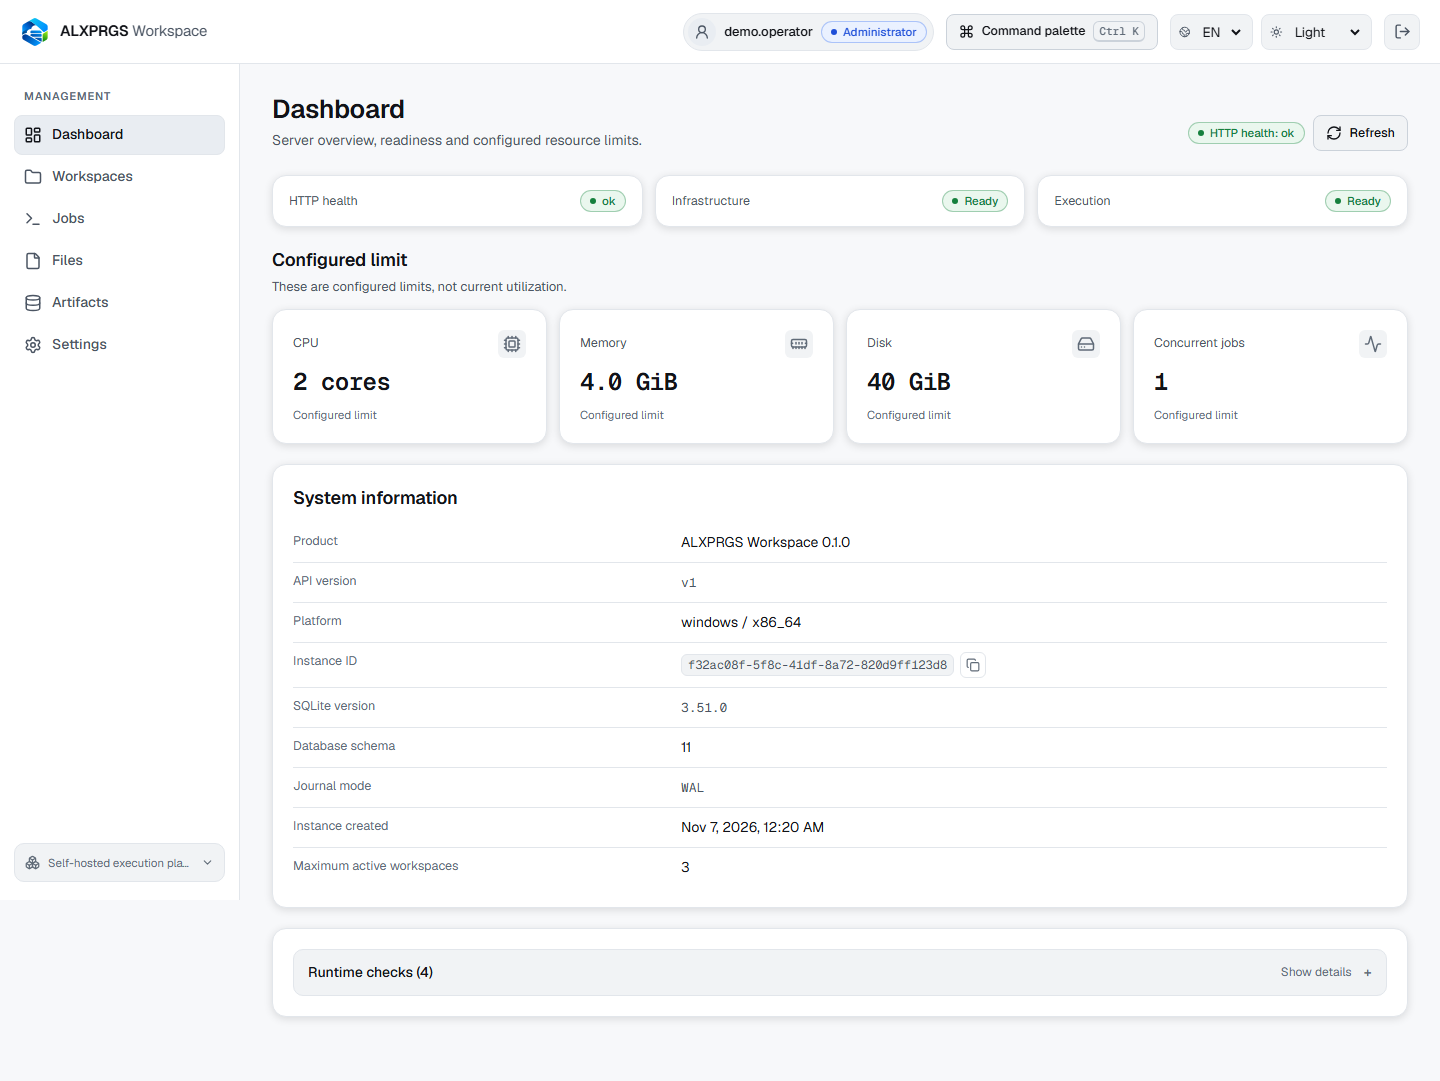 ALXPRGS Workspace
demo.operator
Administrator
Command palette
Ctrl K
EN
Light
MANAGEMENT
Dashboard
Workspaces
Jobs
Files
Artifacts
Settings
Self-hosted execution pla...
Dashboard
Server overview, readiness and configured resource limits.
HTTP health: ok
Refresh
HTTP health
ok
Infrastructure
Ready
Execution
Ready
Configured limit
These are configured limits, not current utilization.
CPU
2 cores
Configured limit
Memory
4.0 GiB
Configured limit
Disk
40 GiB
Configured limit
Concurrent jobs
1
Configured limit
System information
Product
ALXPRGS Workspace 0.1.0
API version
v1
Platform
windows / x86_64
Instance ID
f32ac08f-5f8c-41df-8a72-820d9ff123d8
SQLite version
3.51.0
Database schema
11
Journal mode
WAL
Instance created
Nov 7, 2026, 12:20 AM
Maximum active workspaces
3
Runtime checks (4)
Show details +